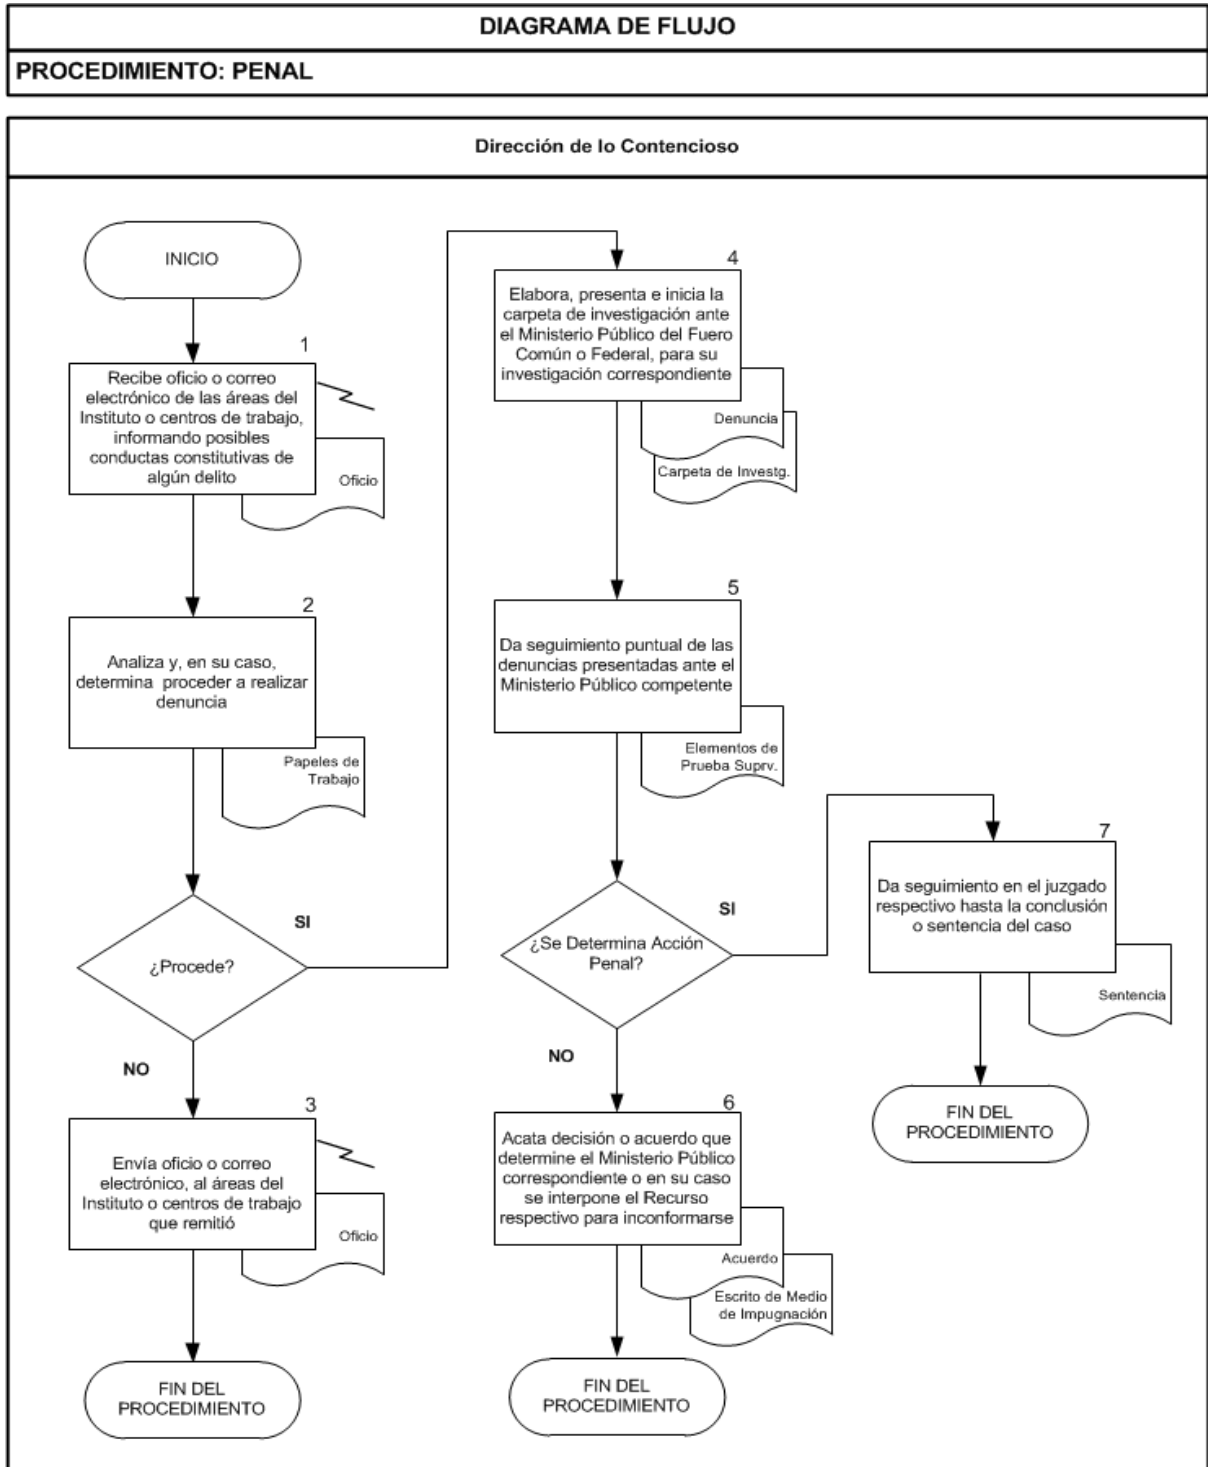 DIAGRAMA DE FLUJO
PROCEDIMIENTO: PENAL
Dirección de lo Contencioso
INICIO
1
Recibe oficio o correo
electrónico de las áreas del
Instituto o centros de trabajo,
informando posibles
conductas constitutivas de
algún delito
Oficio
2
Analiza y, en su caso,
determina proceder a realizar
denuncia
Papeles de
Trabajo
¿Procede?
SI
NO
3
Envía oficio o correo
electrónico, al áreas del
Instituto o centros de trabajo
que remitió
Oficio
FIN DEL
PROCEDIMIENTO
4
Elabora, presenta e inicia la
carpeta de investigación ante
el Ministerio Público del Fuero
Común o Federal, para su
investigación correspondiente
Denuncia
Carpeta de Investg.
5
Da seguimiento puntual de las
denuncias presentadas ante el
Ministerio Público competente
Elementos de
Prueba Suprv.
¿Se Determina Acción
Penal?
SI
NO
6
Acata decisión o acuerdo que
determine el Ministerio Público
correspondiente o en su caso
se interpone el Recurso
respectivo para inconformarse
Acuerdo
Escrito de Medio
de Impugnación
FIN DEL
PROCEDIMIENTO
7
Da seguimiento en el juzgado
respectivo hasta la conclusión
o sentencia del caso
Sentencia
FIN DEL
PROCEDIMIENTO